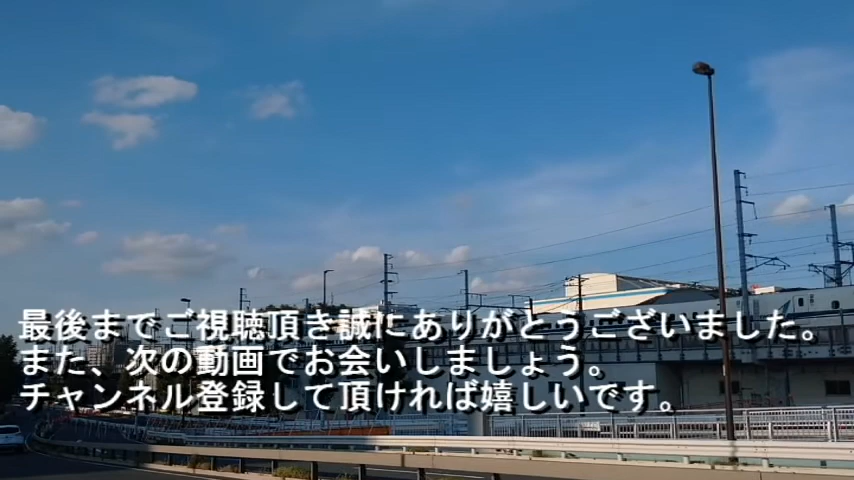 最後までご視聴頂き誠にありがとうございました。
また、次の動画でお会いしましょう。
チャンネル登録して頂ければ嬉しいです。